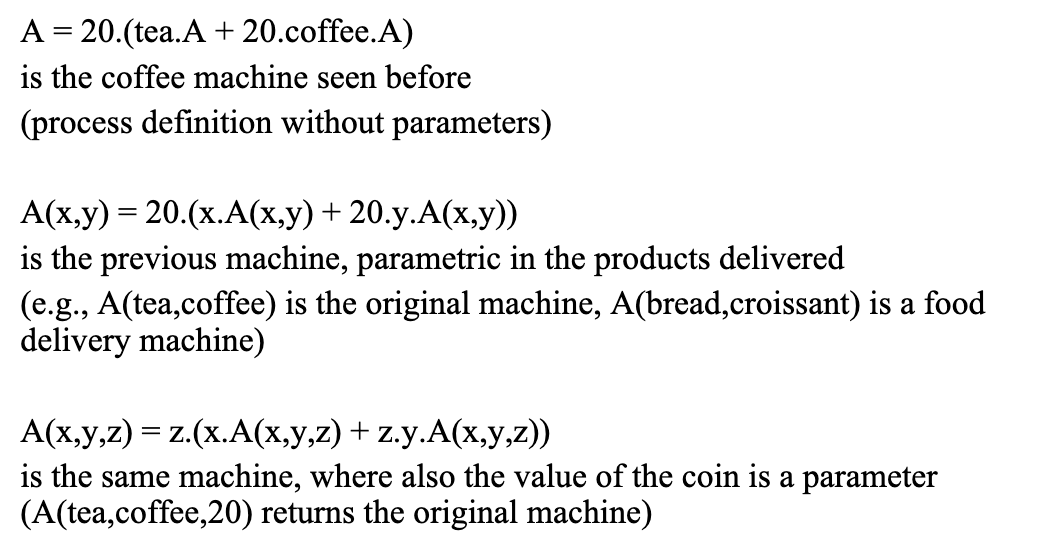 A = 20.(tea.A + 20.coffee.A)
is the coffee machine seen before
(process definition without parameters)
A(x,y) = 20.(x.A(x,y) + 20.y.A(x,y))
is the previous machine, parametric in the products delivered
(e.g., A(tea,coffee) is the original machine, A(bread,croissant) is a food
delivery machine)
A(x,y,z) = z.(x.A(x,y,z) + z.y.A(x,y,z))
is the same machine, where also the value of the coin is a parameter
(A(tea,coffee,20) returns the original machine)